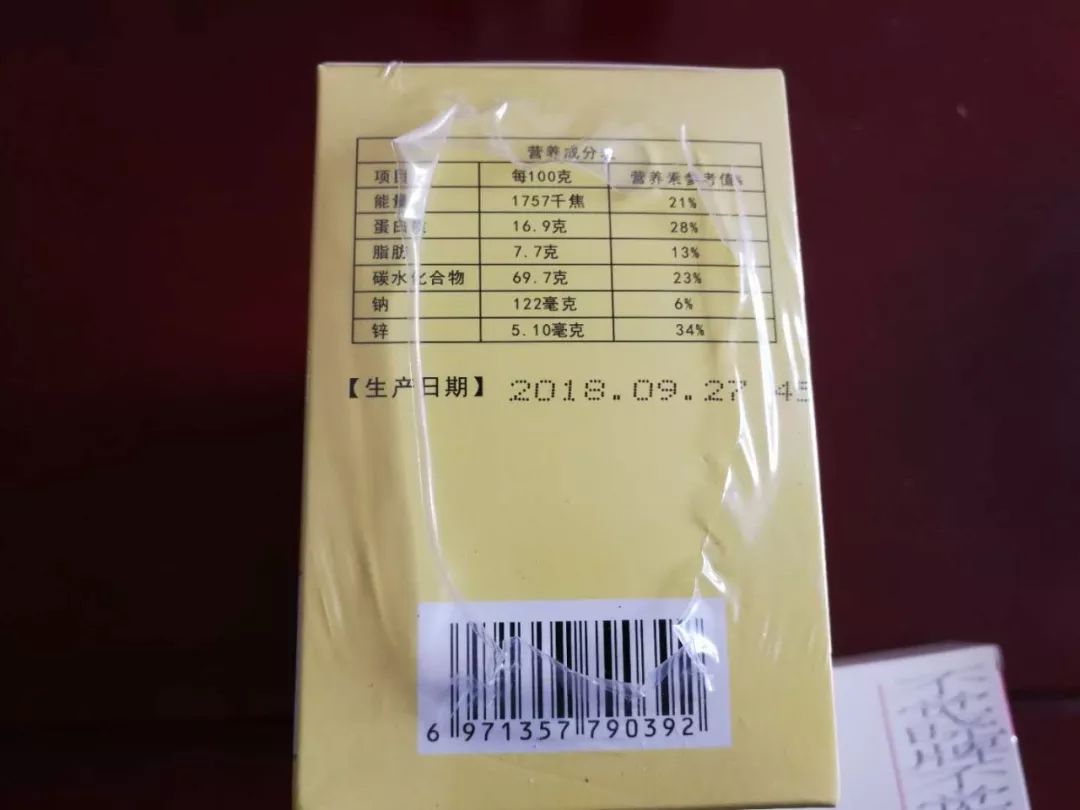 营养成分表
项目 每100克 营养素参考值%
能量 1757千焦 21%
蛋白质 16.9克 28%
脂肪 7.7克 13%
碳水化合物 69.7克 23%
钠 122毫克 6%
锌 5.10毫克 34%
【生产日期】 2018.09.27 45
6 971357 790392